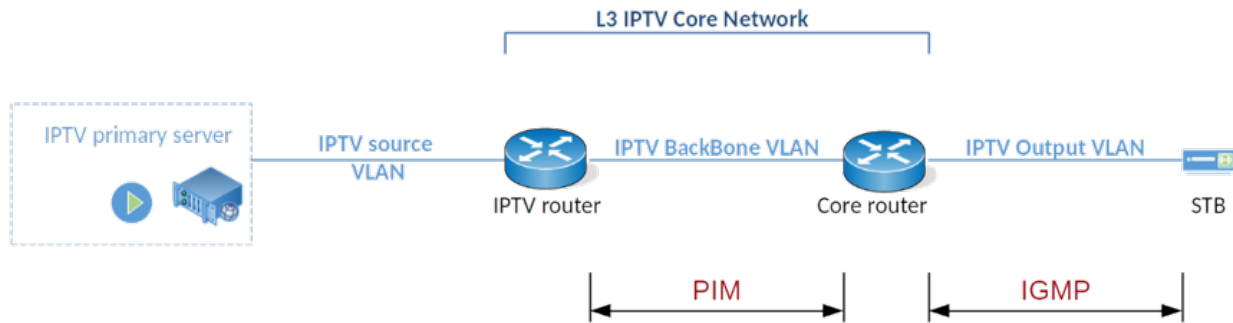 L3 IPTV Core Network
IPTV primary server
IPTV source
VLAN
IPTV BackBone VLAN
IPTV Output VLAN
IPTV router
Core router
STB
PIM
IGMP